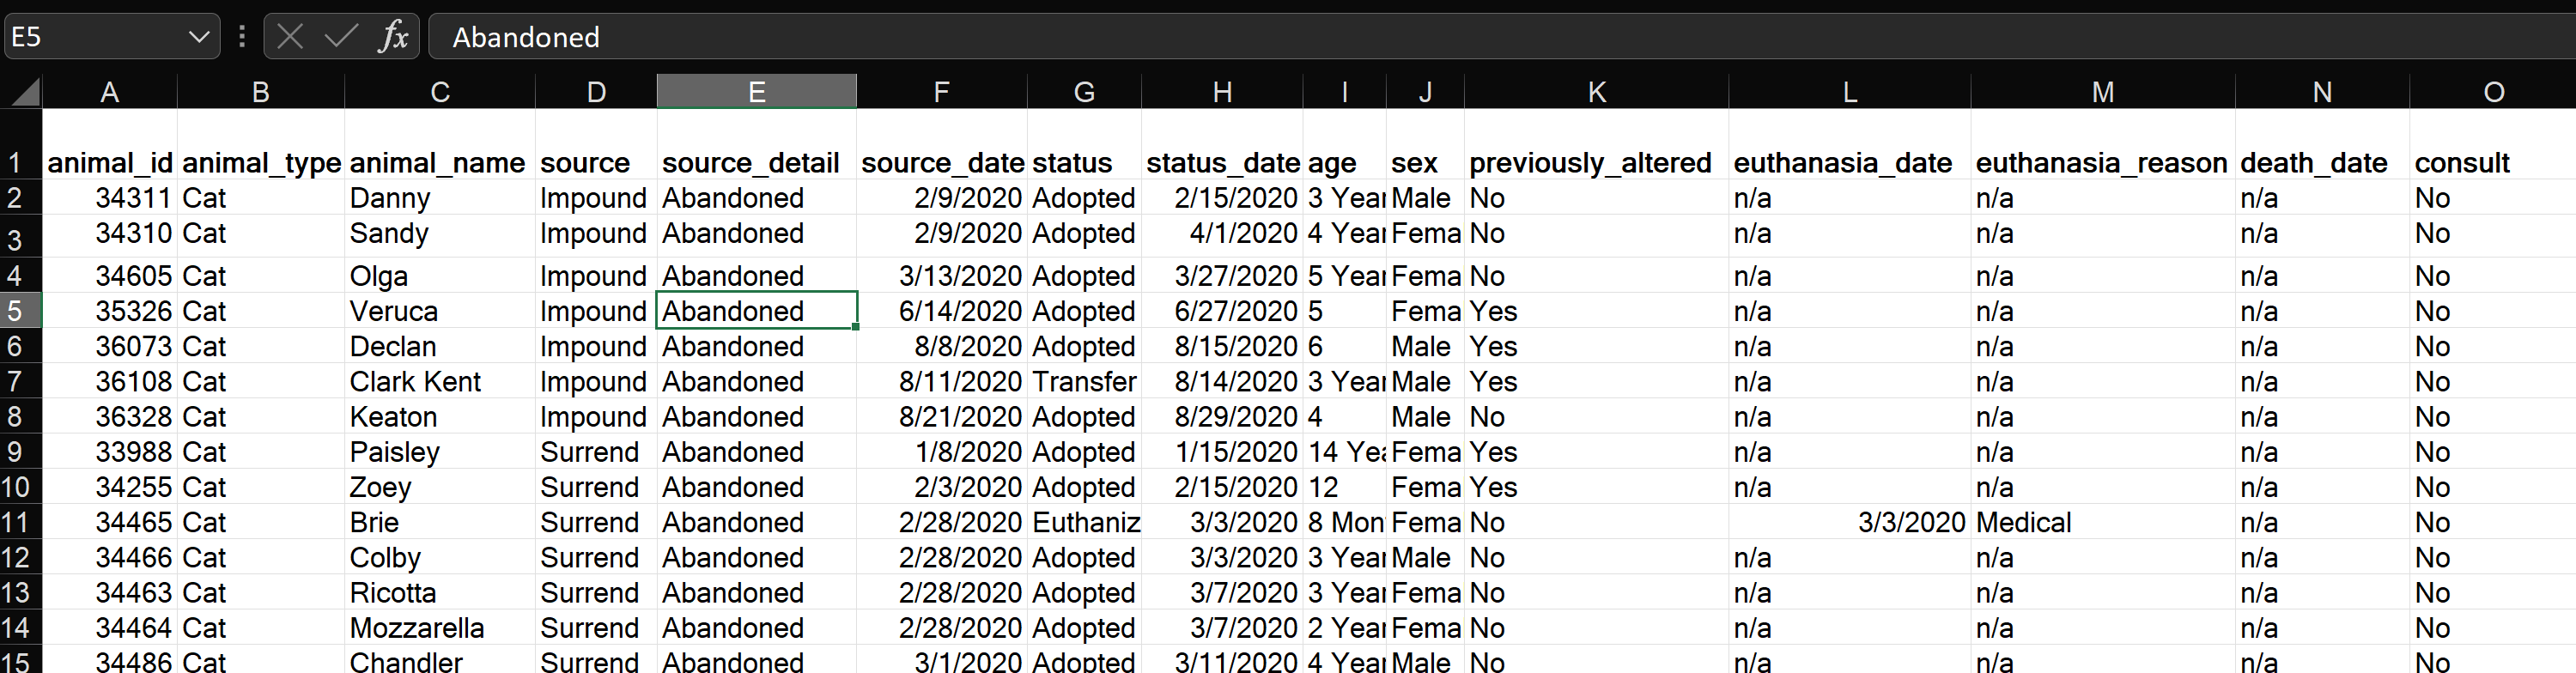 E5 fx Abandoned
A B C D E F G H I J K L M N O
1 animal_id animal_type animal_name source source_detail source_date status status_date age sex previously_altered euthanasia_date euthanasia_reason death_date consult
2 34311 Cat Danny Impound Abandoned 2/9/2020 Adopted 2/15/2020 3 Year Male No n/a n/a n/a No
3 34310 Cat Sandy Impound Abandoned 2/9/2020 Adopted 4/1/2020 4 Year Fema No n/a n/a n/a No
4 34605 Cat Olga Impound Abandoned 3/13/2020 Adopted 3/27/2020 5 Year Fema No n/a n/a n/a No
5 35326 Cat Veruca Impound Abandoned 6/14/2020 Adopted 6/27/2020 5 Fema Yes n/a n/a n/a No
6 36073 Cat Declan Impound Abandoned 8/8/2020 Adopted 8/15/2020 6 Male Yes n/a n/a n/a No
7 36108 Cat Clark Kent Impound Abandoned 8/11/2020 Transfer 8/14/2020 3 Year Male Yes n/a n/a n/a No
8 36328 Cat Keaton Impound Abandoned 8/21/2020 Adopted 8/29/2020 4 Male No n/a n/a n/a No
9 33988 Cat Paisley Surrend Abandoned 1/8/2020 Adopted 1/15/2020 14 Yea Fema Yes n/a n/a n/a No
10 34255 Cat Zoey Surrend Abandoned 2/3/2020 Adopted 2/15/2020 12 Fema Yes n/a n/a n/a No
11 34465 Cat Brie Surrend Abandoned 2/28/2020 Euthaniz 3/3/2020 8 Mon Fema No 3/3/2020 Medical n/a No
12 34466 Cat Colby Surrend Abandoned 2/28/2020 Adopted 3/3/2020 3 Year Male No n/a n/a n/a No
13 34463 Cat Ricotta Surrend Abandoned 2/28/2020 Adopted 3/7/2020 3 Year Fema No n/a n/a n/a No
14 34464 Cat Mozzarella Surrend Abandoned 2/28/2020 Adopted 3/7/2020 2 Year Fema No n/a n/a n/a No
15 34486 Cat Chandler Surrend Abandoned 3/1/2020 Adopted 3/11/2020 4 Year Male No n/a n/a n/a No